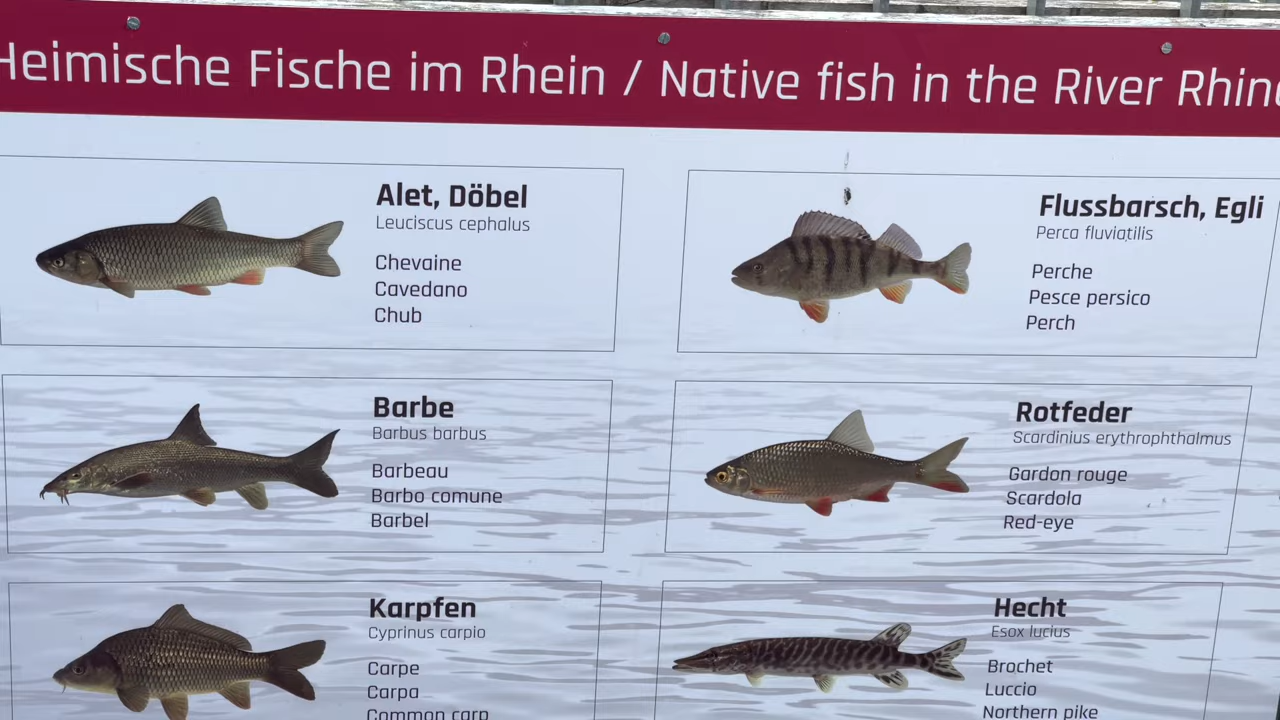 Heimische Fische im Rhein / Native fish in the River Rhine
Alet, Döbel
Leuciscus cephalus
Chevaine
Cavedano
Chub
Flussbarsch, Egli
Perca fluviatilis
Perche
Pesce persico
Perch
Barbe
Barbus barbus
Barbeau
Barbo comune
Barbel
Rotfeder
Scardinius erythrophthalmus
Gardon rouge
Scardola
Red-eye
Karpfen
Cyprinus carpio
Carpe
Carpa
Common carp
Hecht
Esox lucius
Brochet
Luccio
Northern pike